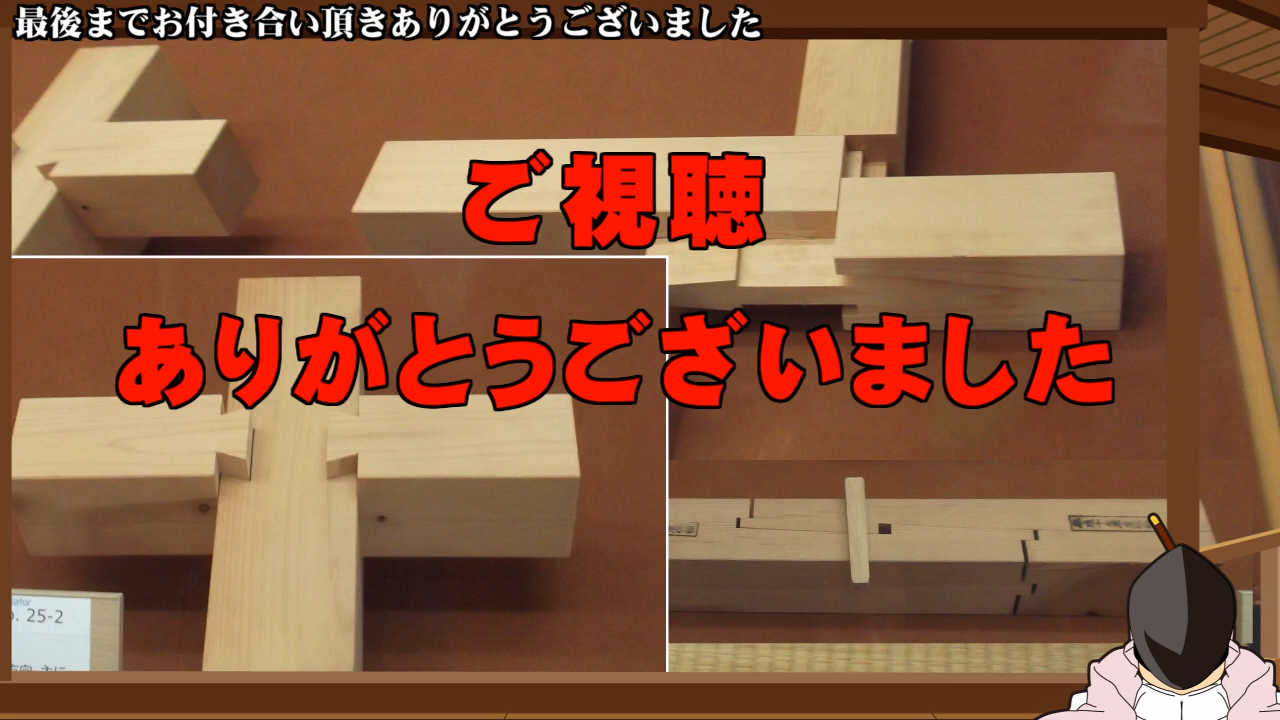 最後までお付き合い頂きありがとうございました
ご視聴
ありがとうございました
. 25-2